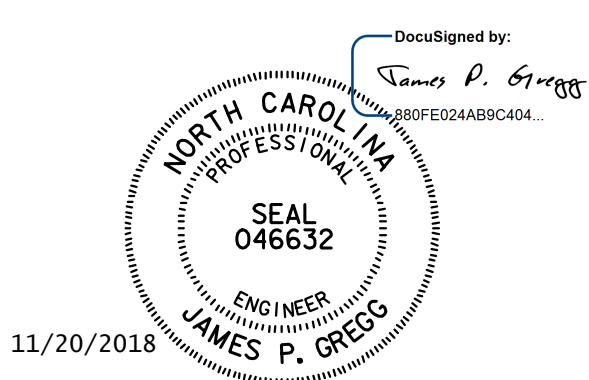 DocuSigned by:
James P. Gregg
880FE024AB9C404...
NORTH CAROLINA
PROFESSIONAL
SEAL
046632
ENGINEER
JAMES P. GREGG
11/20/2018